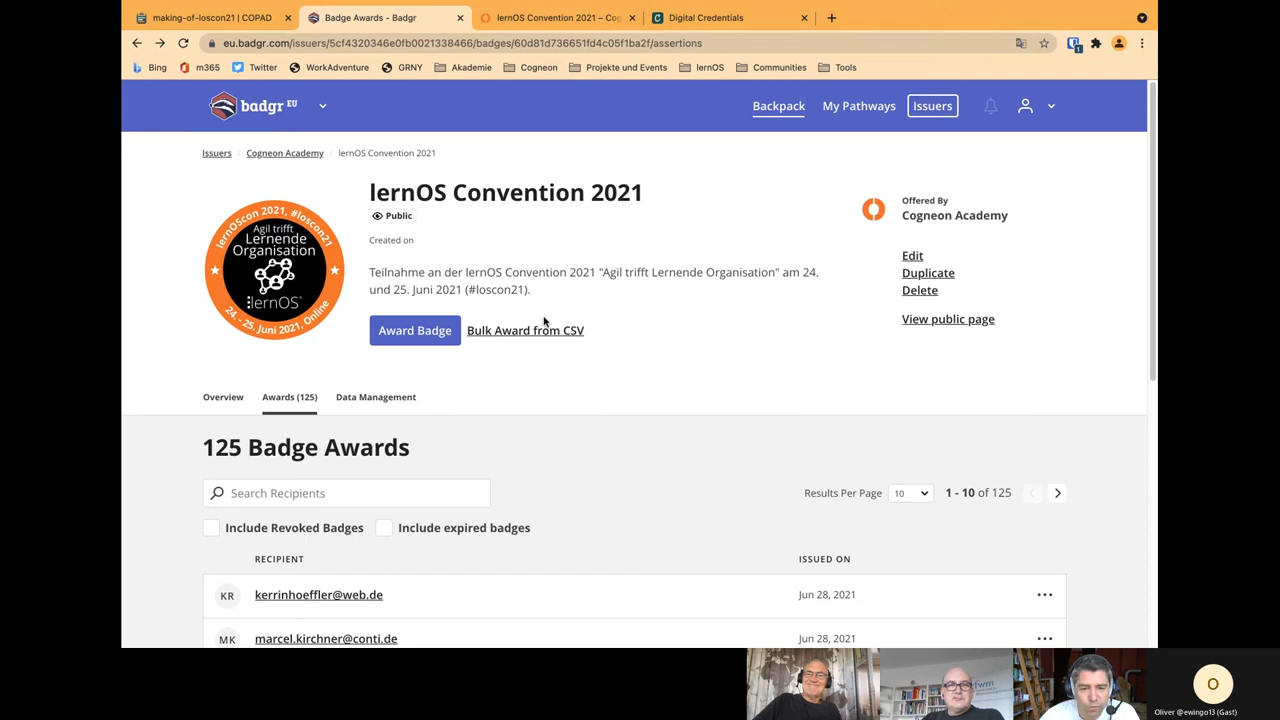 making-of-loscon21 | COPAD
Badge Awards - Badgr
lernOS Convention 2021 – Cog
Digital Credentials
eu.badgr.com/issuers/5cf4320346e0fb0021338466/badges/60d81d736651fd4c05f1ba2f/assertions
Bing m365 Twitter WorkAdventure GRNY Akademie Cogneon Projekte und Events lernOS Communities Tools
badgr EU
Backpack My Pathways Issuers
Issuers / Cogneon Academy / lernOS Convention 2021
lernOScon 2021, #loscon21
Agil trifft
Lernende
Organisation
:lernOS
24. - 25. Juni 2021, Online
lernOS Convention 2021
Public
Created on
Teilnahme an der lernOS Convention 2021 "Agil trifft Lernende Organisation" am 24.
und 25. Juni 2021 (#loscon21).
Award Badge Bulk Award from CSV
Offered By
Cogneon Academy
Edit
Duplicate
Delete
View public page
Overview Awards (125) Data Management
125 Badge Awards
Search Recipients
Results Per Page 10 1 - 10 of 125
Include Revoked Badges Include expired badges
RECIPIENT ISSUED ON
KR kerrinhoeffler@web.de Jun 28, 2021
MK marcel.kirchner@conti.de Jun 28, 2021
fwm
O
Oliver @ewingo13 (Gast)